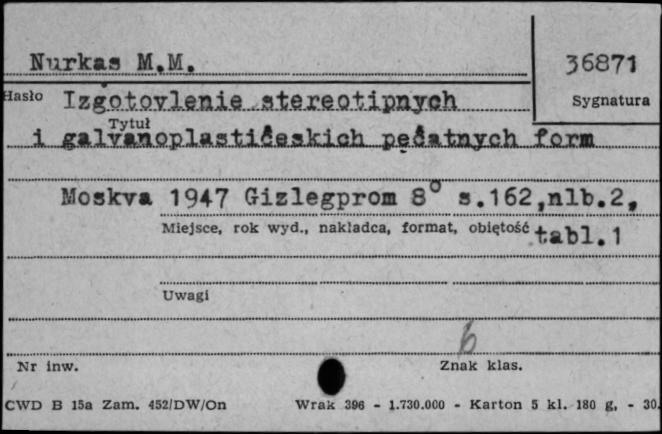 Nurkas M.M.
36871
Hasło Izgotovlenie stereotipnych
Sygnatura
Tytuł
i galvanoplastičeskich pečatnych form
Moskva 1947 Gizlegprom 8° s.162,nlb.2,
Miejsce, rok wyd., nakładca, format, obiętość tabl.1
Uwagi
6
Nr inw.
Znak klas.
CWD B 15a Zam. 452/DW/On Wrak 396 - 1.730.000 - Karton 5 kl. 180 g. - 30.